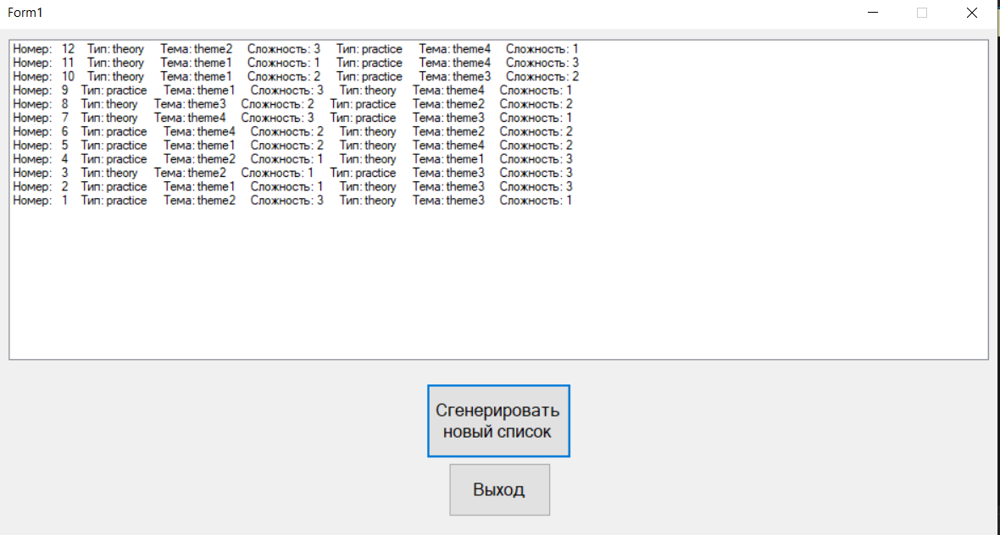 Form1
Номер: 12 Тип: theory Тема: theme2 Сложность: 3 Тип: practice Тема: theme4 Сложность: 1
Номер: 11 Тип: theory Тема: theme1 Сложность: 1 Тип: practice Тема: theme4 Сложность: 3
Номер: 10 Тип: theory Тема: theme1 Сложность: 2 Тип: practice Тема: theme3 Сложность: 2
Номер: 9 Тип: practice Тема: theme1 Сложность: 3 Тип: theory Тема: theme4 Сложность: 1
Номер: 8 Тип: theory Тема: theme3 Сложность: 2 Тип: practice Тема: theme2 Сложность: 2
Номер: 7 Тип: theory Тема: theme4 Сложность: 3 Тип: practice Тема: theme3 Сложность: 1
Номер: 6 Тип: practice Тема: theme4 Сложность: 2 Тип: theory Тема: theme2 Сложность: 2
Номер: 5 Тип: practice Тема: theme1 Сложность: 2 Тип: theory Тема: theme4 Сложность: 2
Номер: 4 Тип: practice Тема: theme2 Сложность: 1 Тип: theory Тема: theme1 Сложность: 3
Номер: 3 Тип: theory Тема: theme2 Сложность: 1 Тип: practice Тема: theme3 Сложность: 3
Номер: 2 Тип: practice Тема: theme1 Сложность: 1 Тип: theory Тема: theme3 Сложность: 3
Номер: 1 Тип: practice Тема: theme2 Сложность: 3 Тип: theory Тема: theme3 Сложность: 1
Сгенерировать
новый список
Выход